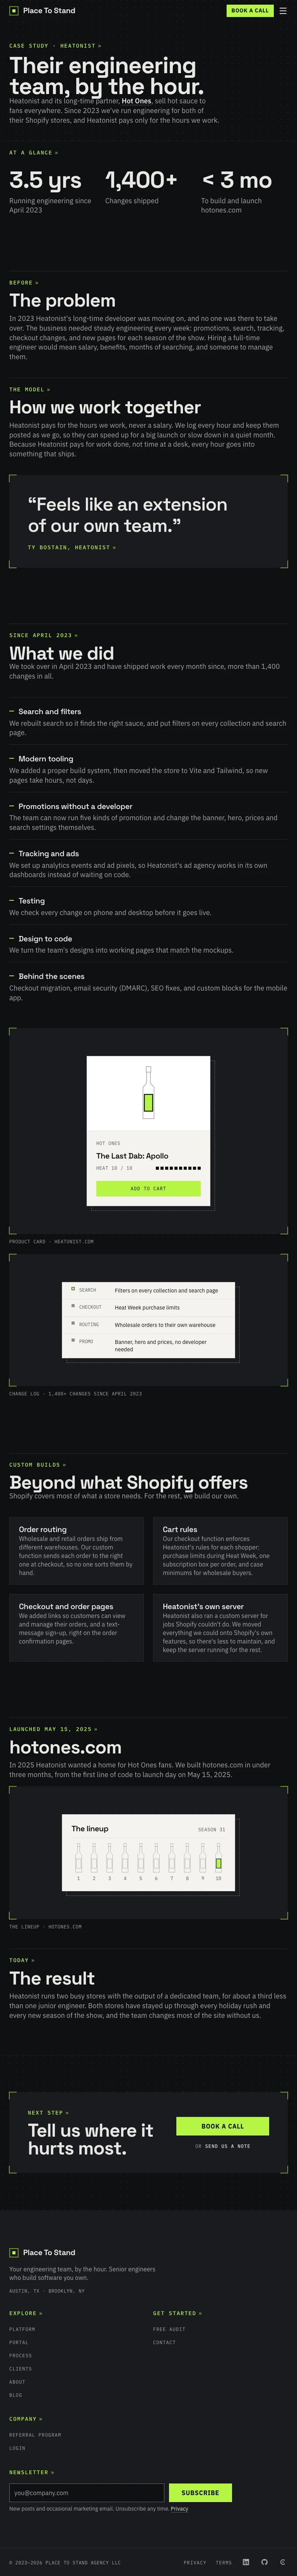 Place To Stand
BOOK A CALL
CASE STUDY · HEATONIST »
Their engineering
team, by the hour.
Heatonist and its long-time partner, Hot Ones, sell hot sauce to
fans everywhere. Since 2023 we've run engineering for both of
their Shopify stores, and Heatonist pays only for the hours we work.
AT A GLANCE »
3.5 yrs
1,400+
< 3 mo
Running engineering since
April 2023
Changes shipped
To build and launch
hotones.com
BEFORE »
The problem
In 2023 Heatonist's long-time developer was moving on, and no one was there to take
over. The business needed steady engineering every week: promotions, search, tracking,
checkout changes, and new pages for each season of the show. Hiring a full-time
engineer would mean salary, benefits, months of searching, and someone to manage
them.
THE MODEL »
How we work together
Heatonist pays for the hours we work, never a salary. We log every hour and keep them
posted as we go, so they can speed up for a big launch or slow down in a quiet month.
Because Heatonist pays for work done, not time at a desk, every hour goes into
something that ships.
“Feels like an extension
of our own team.”
TY BOSTAIN, HEATONIST »
SINCE APRIL 2023 »
What we did
We took over in April 2023 and have shipped work every month since, more than 1,400
changes in all.
Search and filters
We rebuilt search so it finds the right sauce, and put filters on every collection and search
page.
Modern tooling
We added a proper build system, then moved the store to Vite and Tailwind, so new
pages take hours, not days.
Promotions without a developer
The team can now run five kinds of promotion and change the banner, hero, prices and
search settings themselves.
Tracking and ads
We set up analytics events and ad pixels, so Heatonist's ad agency works in its own
dashboards instead of waiting on code.
Testing
We check every change on phone and desktop before it goes live.
Design to code
We turn the team's designs into working pages that match the mockups.
Behind the scenes
Checkout migration, email security (DMARC), SEO fixes, and custom blocks for the mobile
app.
HOT ONES
The Last Dab: Apollo
HEAT 10 / 10
ADD TO CART
PRODUCT CARD · HEATONIST.COM
SEARCH Filters on every collection and search page
CHECKOUT Heat Week purchase limits
ROUTING Wholesale orders to their own warehouse
PROMO Banner, hero and prices, no developer
needed
CHANGE LOG · 1,400+ CHANGES SINCE APRIL 2023
CUSTOM BUILDS »
Beyond what Shopify offers
Shopify covers most of what a store needs. For the rest, we build our own.
Order routing
Wholesale and retail orders ship from
different warehouses. Our custom
function sends each order to the right
one at checkout, so no one sorts them by
hand.
Cart rules
Our checkout function enforces
Heatonist's rules for each shopper:
purchase limits during Heat Week, one
subscription box per order, and case
minimums for wholesale buyers.
Checkout and order pages
We added links so customers can view
and manage their orders, and a text-
message sign-up, right on the order
confirmation pages.
Heatonist's own server
Heatonist also ran a custom server for
jobs Shopify couldn't do. We moved
everything we could onto Shopify's own
features, so there's less to maintain, and
keep the server running for the rest.
LAUNCHED MAY 15, 2025 »
hotones.com
In 2025 Heatonist wanted a home for Hot Ones fans. We built hotones.com in under
three months, from the first line of code to launch day on May 15, 2025.
The lineup
SEASON 31
1 2 3 4 5 6 7 8 9 10
THE LINEUP · HOTONES.COM
TODAY »
The result
Heatonist runs two busy stores with the output of a dedicated team, for about a third less
than one junior engineer. Both stores have stayed up through every holiday rush and
every new season of the show, and the team changes most of the site without us.
NEXT STEP »
Tell us where it
hurts most.
BOOK A CALL
OR SEND US A NOTE
Place To Stand
Your engineering team, by the hour. Senior engineers
who build software you own.
AUSTIN, TX · BROOKLYN, NY
EXPLORE »
PLATFORM
PORTAL
PROCESS
CLIENTS
ABOUT
BLOG
GET STARTED »
FREE AUDIT
CONTACT
COMPANY »
REFERRAL PROGRAM
LOGIN
NEWSLETTER »
you@company.com
SUBSCRIBE
New posts and occasional marketing email. Unsubscribe any time. Privacy
© 2023–2026 PLACE TO STAND AGENCY LLC
PRIVACY
TERMS